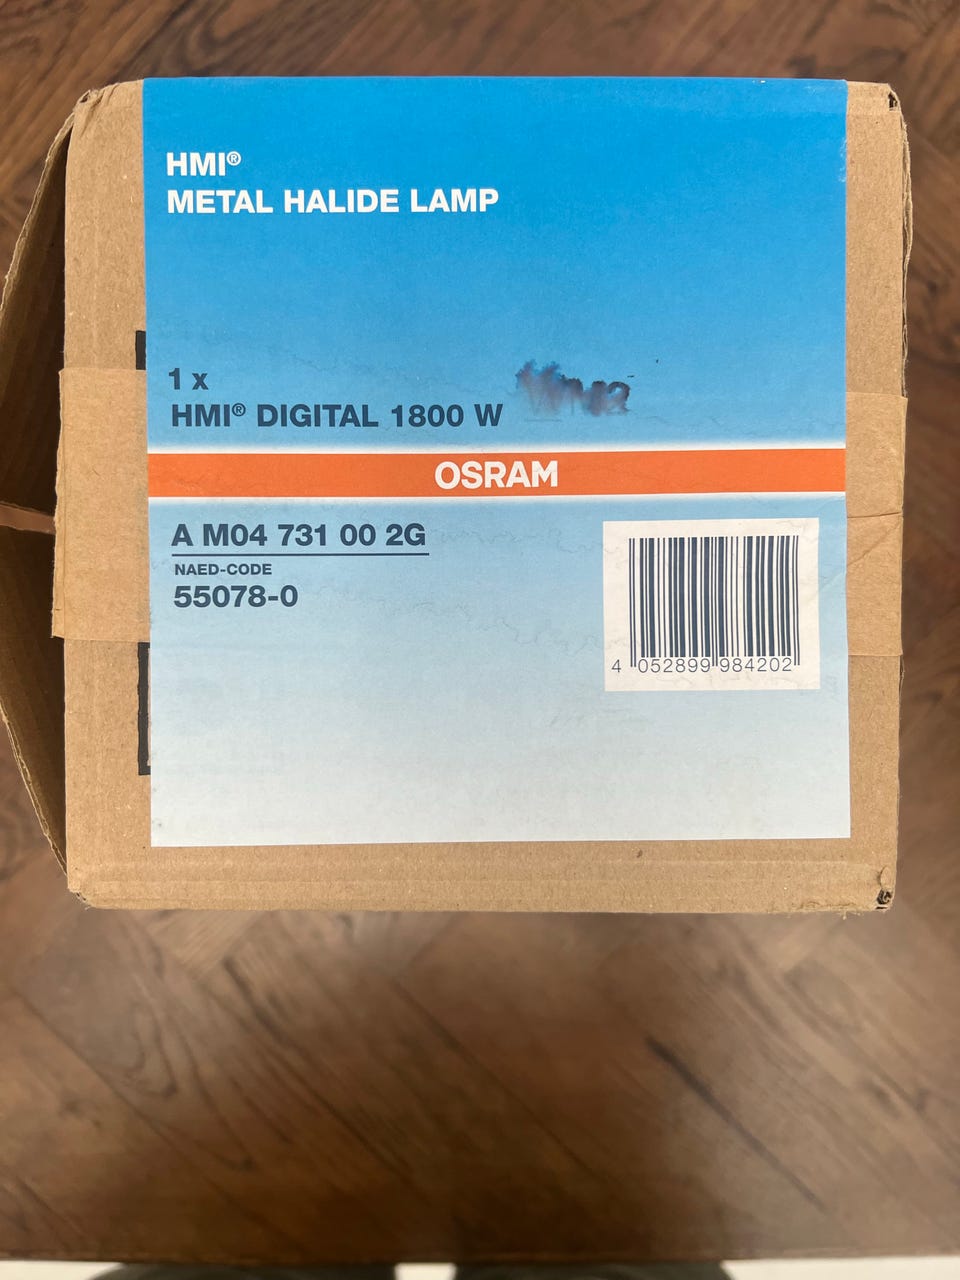 HMI®
METAL HALIDE LAMP
1 x
HMI® DIGITAL 1800 W
OSRAM
A M04 731 00 2G
NAED-CODE
55078-0
4 052899 984202